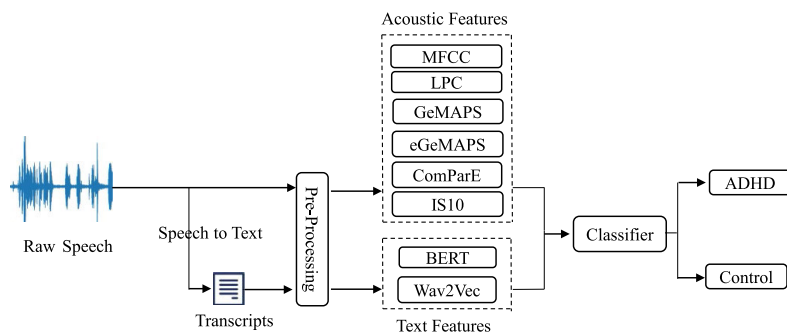 Acoustic Features
MFCC
LPC
GeMAPS
eGeMAPS
ComParE
IS10
Raw Speech
Speech to Text
Transcripts
Pre-Processing
BERT
Wav2Vec
Text Features
Classifier
ADHD
Control